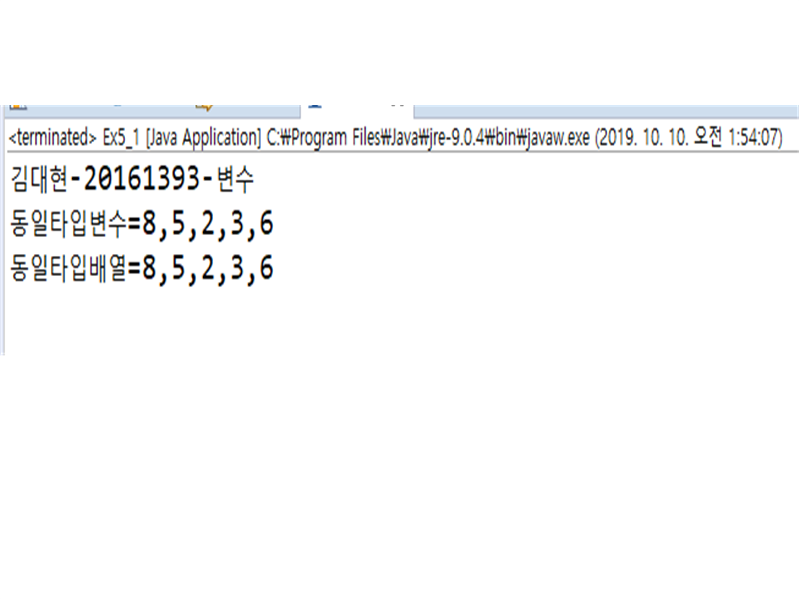 <terminated> Ex5_1 [Java Application] C:₩Program Files₩Java₩jre-9.0.4₩bin₩javaw.exe (2019. 10. 10. 오전 1:54:07)
김대현-20161393-변수
동일타입변수=8,5,2,3,6
동일타입배열=8,5,2,3,6